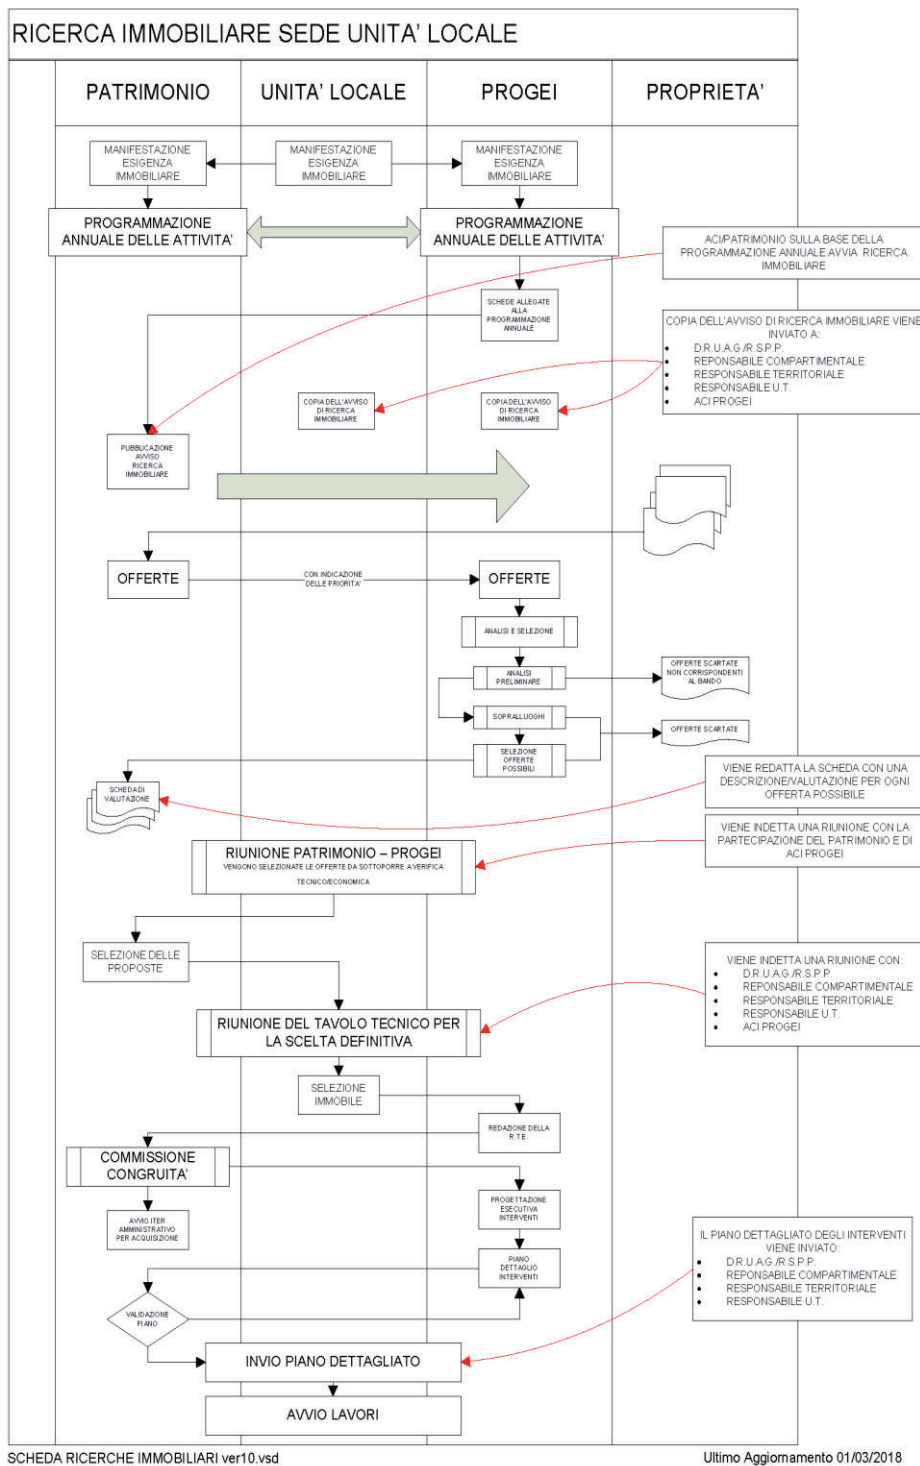 RICERCA IMMOBILIARE SEDE UNITA' LOCALE
PATRIMONIO
UNITA' LOCALE
PROGEI
PROPRIETA'
MANIFESTAZIONE
ESIGENZA
IMMOBILIARE
MANIFESTAZIONE
ESIGENZA
IMMOBILIARE
MANIFESTAZIONE
ESIGENZA
IMMOBILIARE
PROGRAMMAZIONE
ANNUALE DELLE ATTIVITA'
PROGRAMMAZIONE
ANNUALE DELLE ATTIVITA'
ACI/PATRIMONIO SULLA BASE DELLA
PROGRAMMAZIONE ANNUALE AVVIA RICERCA
IMMOBILIARE
SCHEDE ALLEGATE
ALLA
PROGRAMMAZIONE
ANNUALE
COPIA DELL'AVVISO DI RICERCA IMMOBILIARE VIENE
INVIATO A:
• D.R.U.A.G./R.S.P.P.
• REPONSABILE COMPARTIMENTALE
• RESPONSABILE TERRITORIALE
• RESPONSABILE U.T.
• ACI PROGEI
COPIA DELL'AVVISO
DI RICERCA
IMMOBILIARE
COPIA DELL'AVVISO
DI RICERCA
IMMOBILIARE
PUBBLICAZIONE
AVVISO
RICERCA
IMMOBILIARE
OFFERTE
CON INDICAZIONE
DELLE PRIORITA'
OFFERTE
ANALISI E SELEZIONE
ANALISI
PRELIMINARE
OFFERTE SCARTATE
NON CORRISPONDENTI
AL BANDO
SOPRALLUOGHI
OFFERTE SCARTATE
SELEZIONE
OFFERTE
POSSIBILI
SCHEDA DI
VALUTAZIONE
VIENE REDATTA LA SCHEDA CON UNA
DESCRIZIONE/VALUTAZIONE PER OGNI
OFFERTA POSSIBILE
VIENE INDETTA UNA RIUNIONE CON LA
PARTECIPAZIONE DEL PATRIMONIO E DI
ACI PROGEI
RIUNIONE PATRIMONIO – PROGEI
VENGONO SELEZIONATE LE OFFERTE DA SOTTOPORRE A VERIFICA
TECNICO/ECONOMICA
SELEZIONE DELLE
PROPOSTE
VIENE INDETTA UNA RIUNIONE CON:
• D.R.U.A.G./R.S.P.P.
• REPONSABILE COMPARTIMENTALE
• RESPONSABILE TERRITORIALE
• RESPONSABILE U.T.
• ACI PROGEI
RIUNIONE DEL TAVOLO TECNICO PER
LA SCELTA DEFINITIVA
SELEZIONE
IMMOBILE
REDAZIONE DELLA
R.T.E.
COMMISSIONE
CONGRUITA'
PROGETTAZIONE
ESECUTIVA
INTERVENTI
AVVIO ITER
AMMINISTRATIVO
PER ACQUISIZIONE
IL PIANO DETTAGLIATO DEGLI INTERVENTI
VIENE INVIATO:
• D.R.U.A.G./R.S.P.P.
• REPONSABILE COMPARTIMENTALE
• RESPONSABILE TERRITORIALE
• RESPONSABILE U.T.
PIANO
DETTAGLIO
INTERVENTI
VALIDAZIONE
PIANO
INVIO PIANO DETTAGLIATO
AVVIO LAVORI
SCHEDA RICERCHE IMMOBILIARI ver10.vsd
Ultimo Aggiornamento 01/03/2018